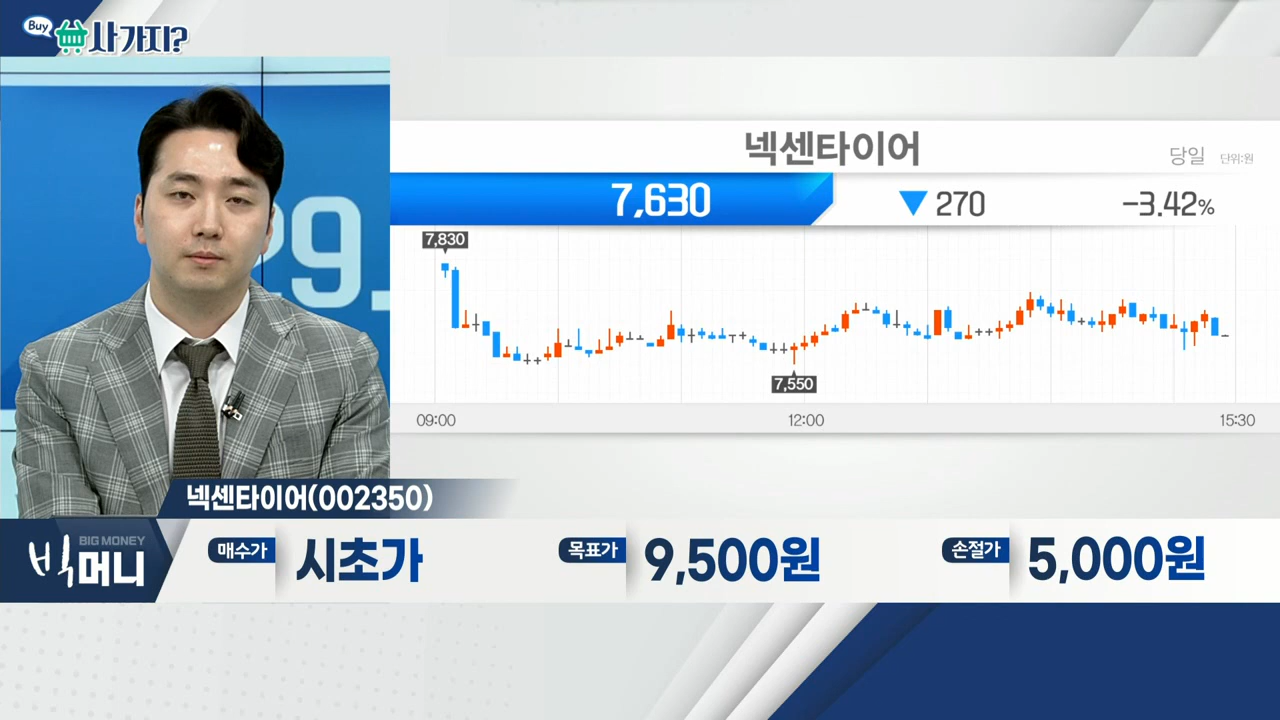 Buy
사가지?
29.
넥센타이어
당일
단위:원
7,630
▼ 270
-3.42%
7,830
7,550
09:00
12:00
15:30
넥센타이어(002350)
BIG MONEY
빅머니
매수가
시초가
목표가
9,500원
손절가
5,000원